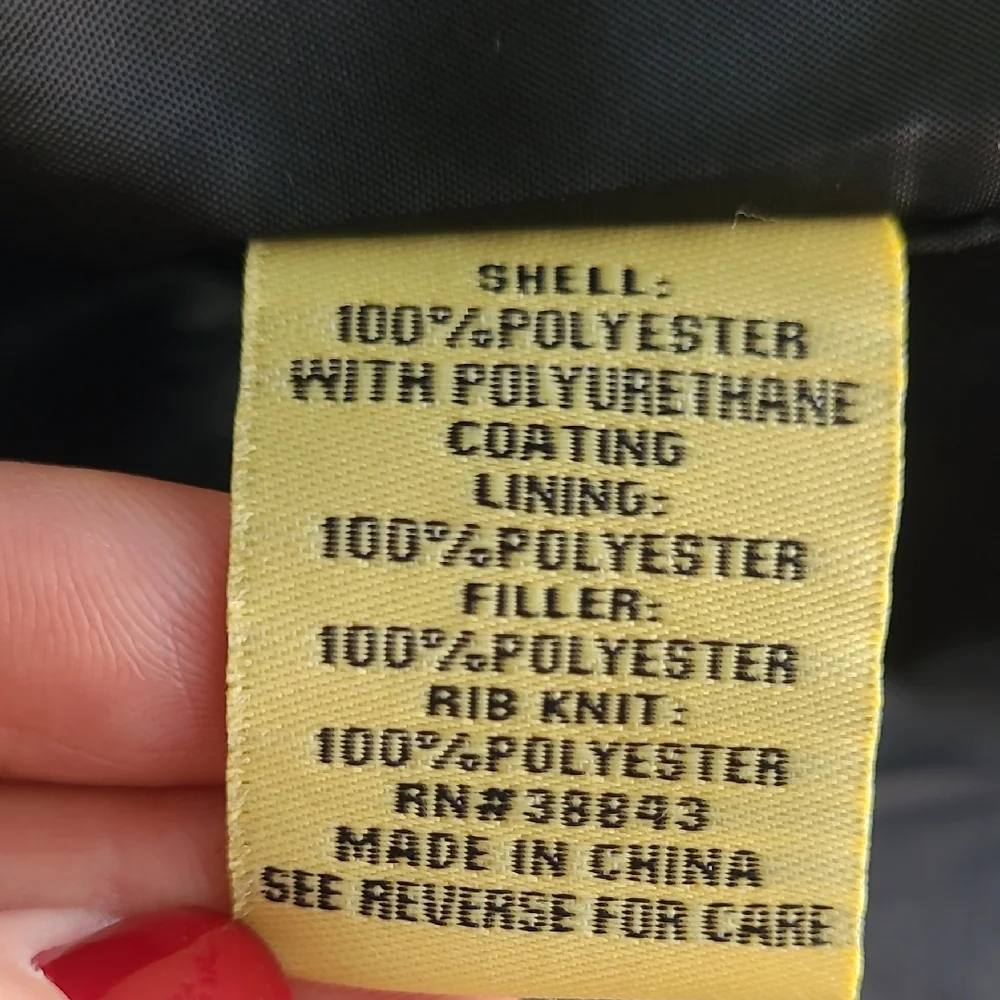 SHELL:
100%POLYESTER
WITH POLYURETHANE
COATING
LINING:
100%POLYESTER
FILLER:
100%POLYESTER
RIB KNIT:
100%POLYESTER
RN#38843
MADE IN CHINA
SEE REVERSE FOR CARE